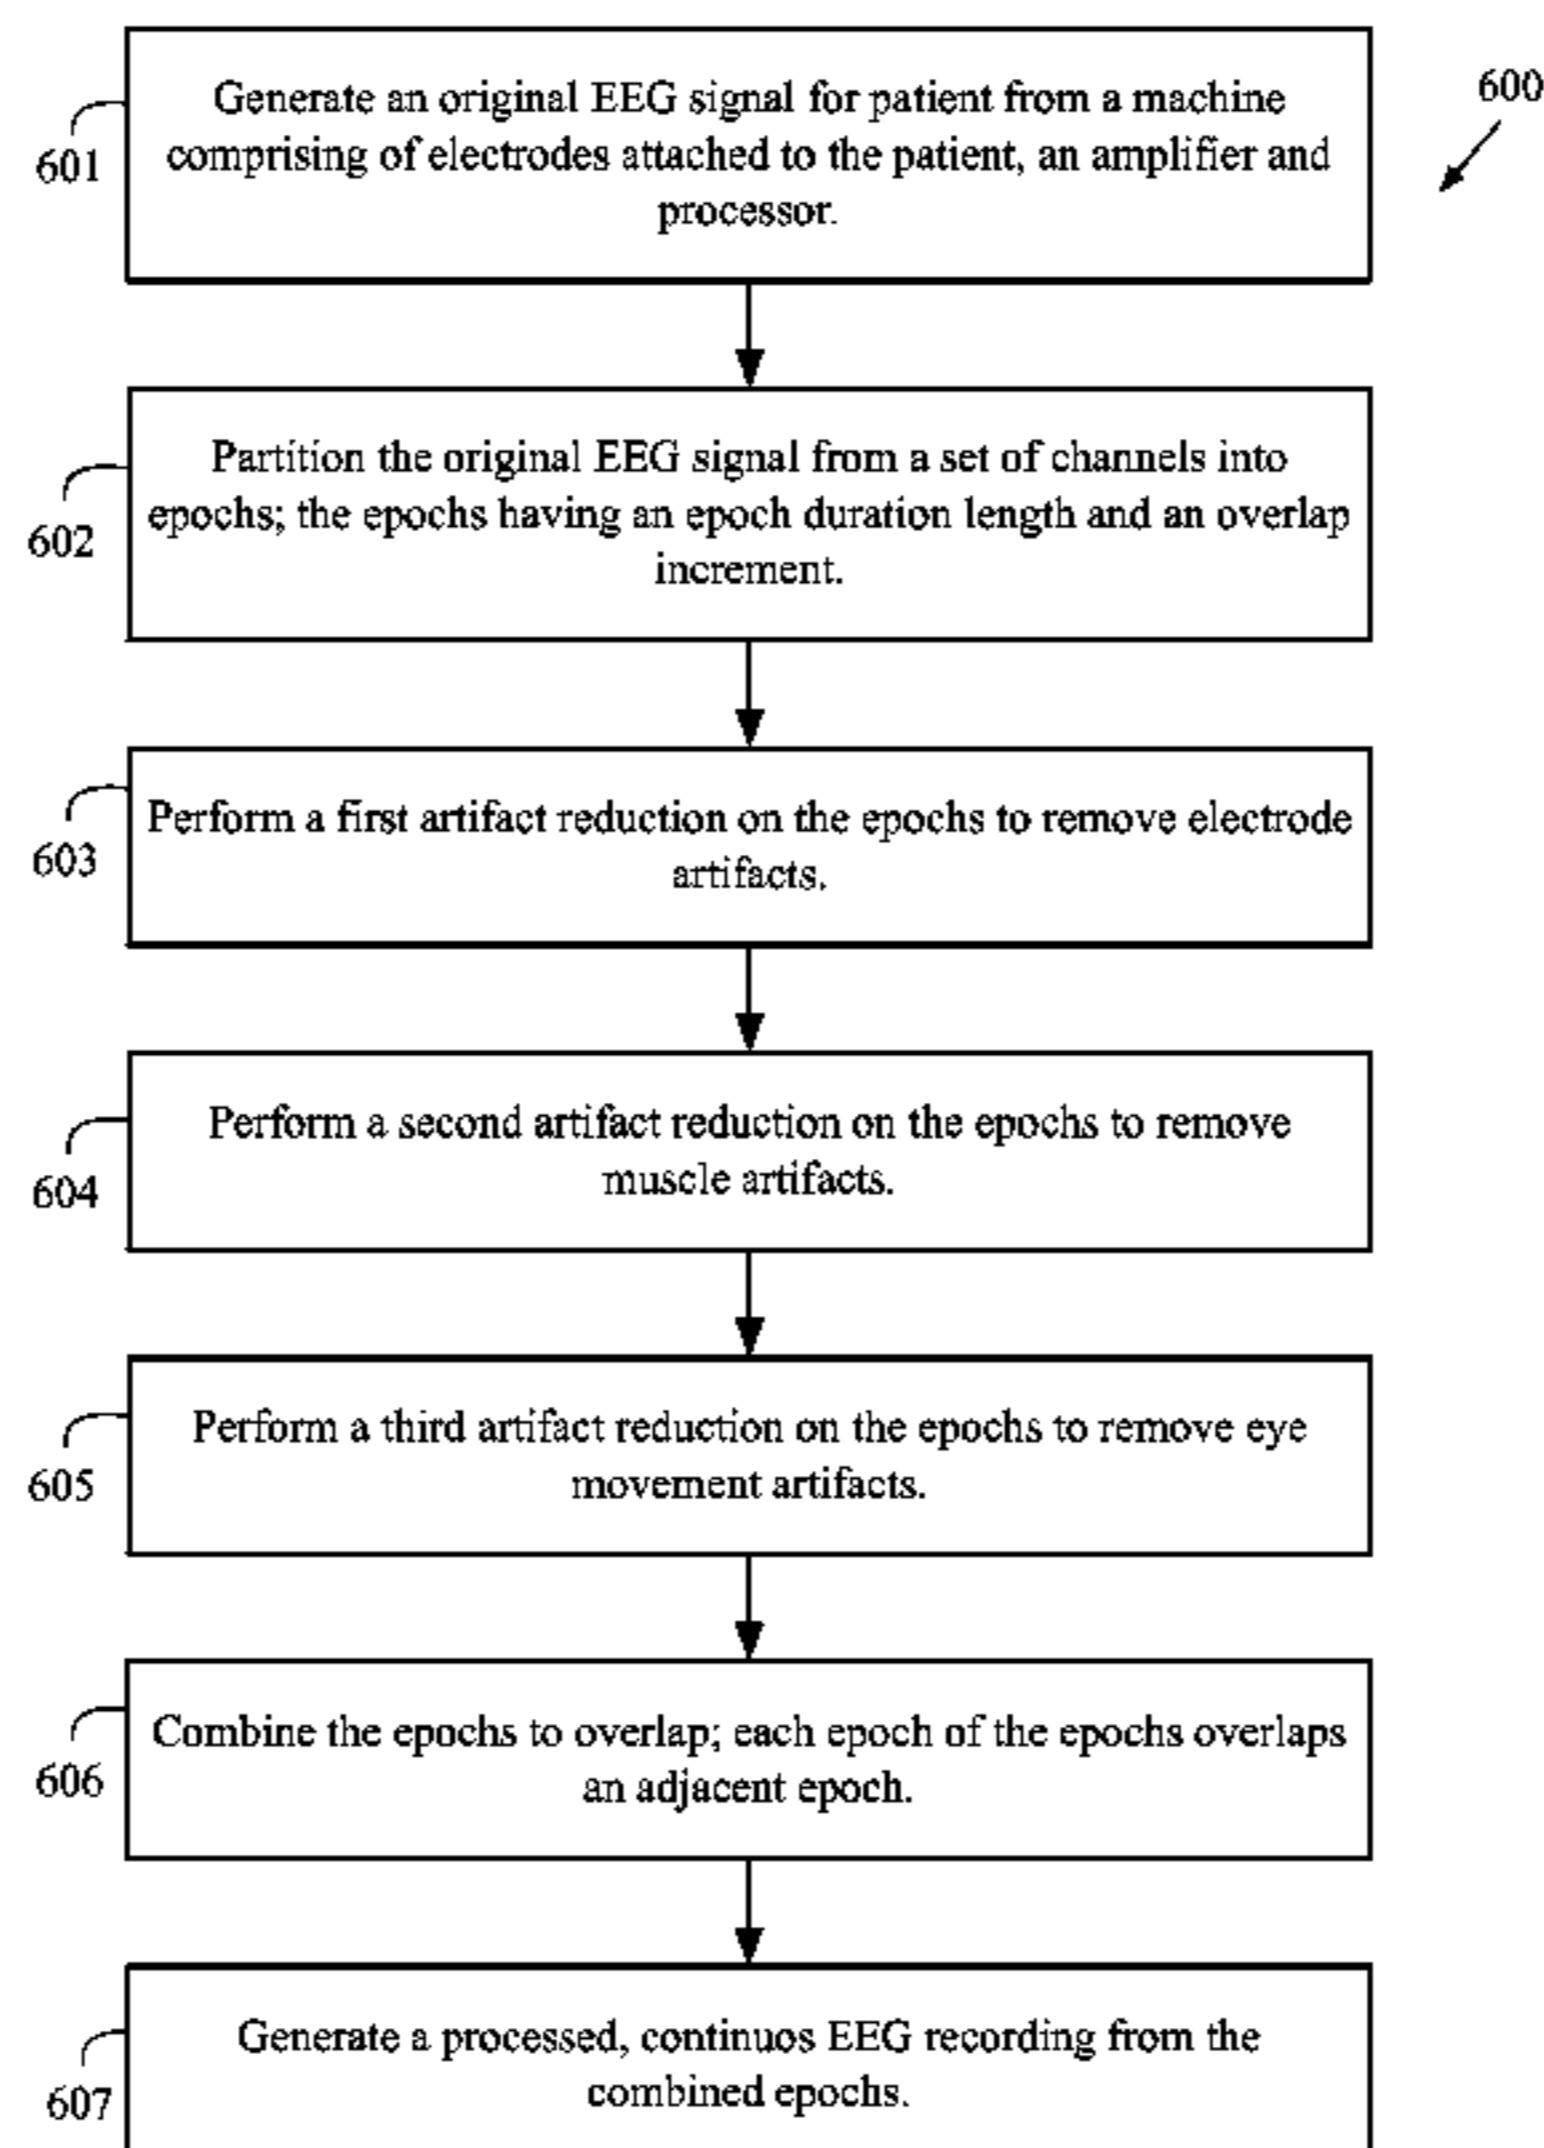 600
601
Generate an original EEG signal for patient from a machine
comprising of electrodes attached to the patient, an amplifier and
processor.
602
Partition the original EEG signal from a set of channels into
epochs; the epochs having an epoch duration length and an overlap
increment.
603
Perform a first artifact reduction on the epochs to remove electrode
artifacts.
604
Perform a second artifact reduction on the epochs to remove
muscle artifacts.
605
Perform a third artifact reduction on the epochs to remove eye
movement artifacts.
606
Combine the epochs to overlap; each epoch of the epochs overlaps
an adjacent epoch.
607
Generate a processed, continuos EEG recording from the
combined epochs.